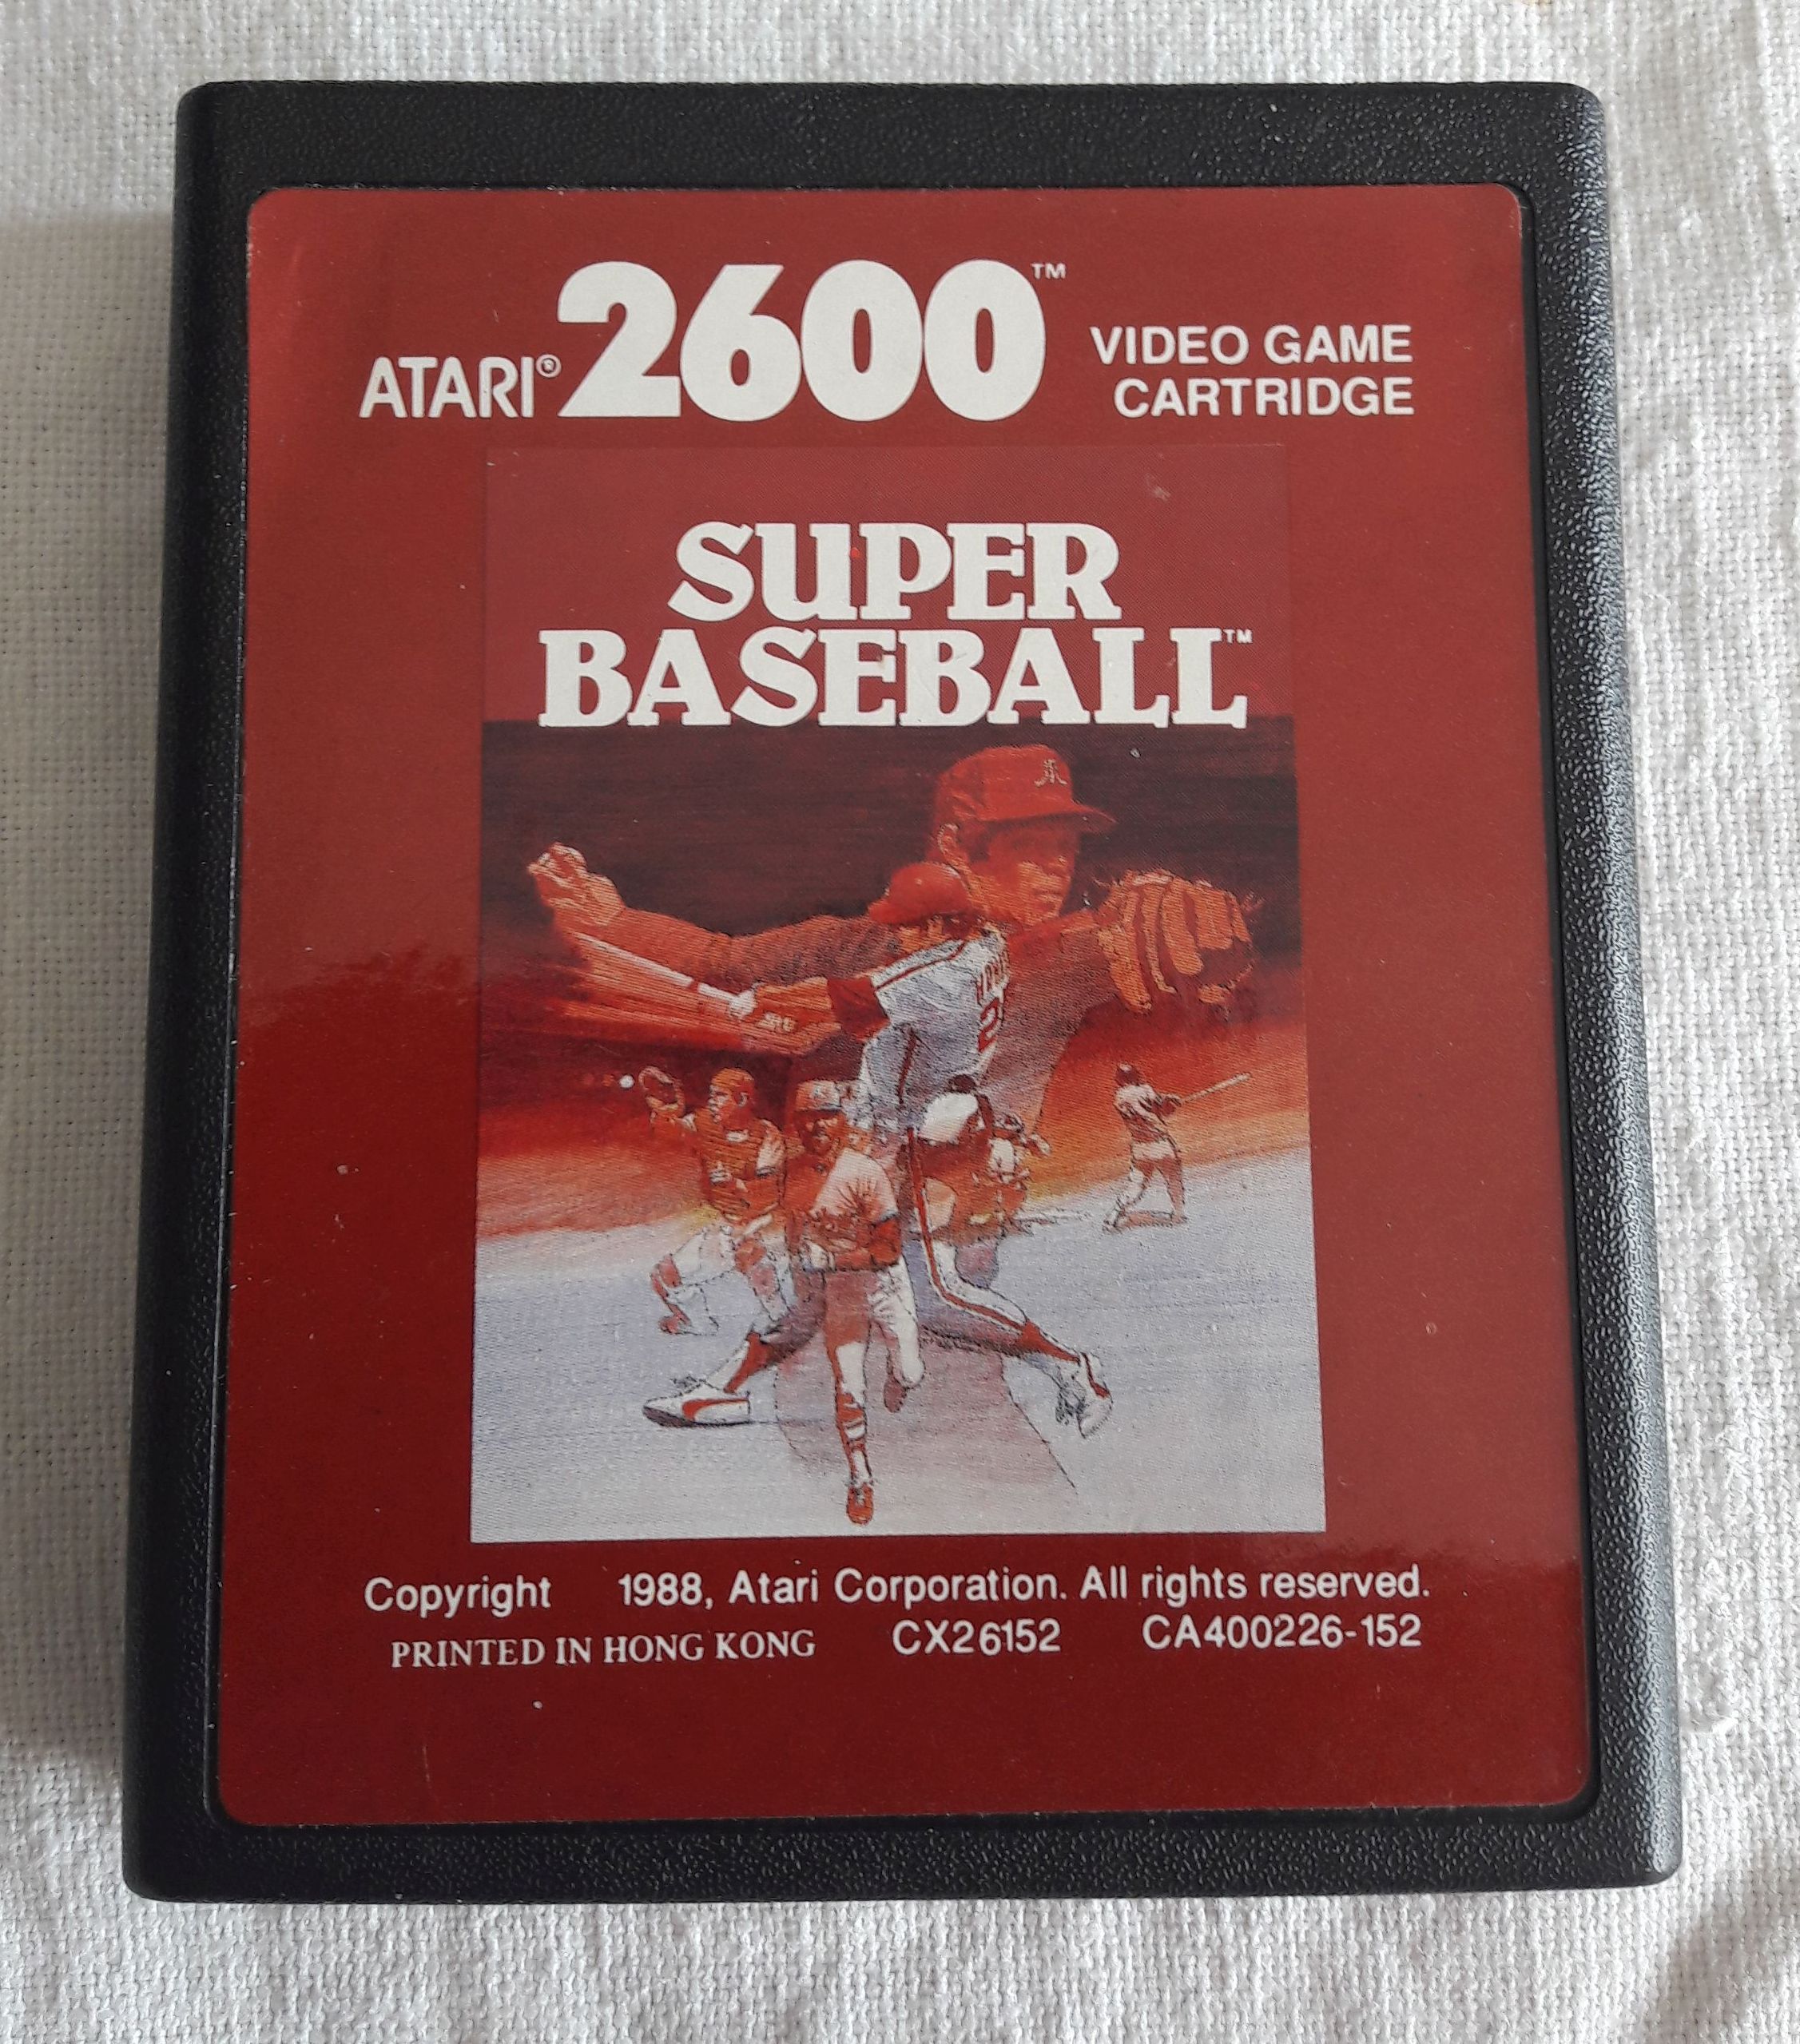 ATARI® 2600™ VIDEO GAME
CARTRIDGE
SUPER
BASEBALL™
Copyright 1988, Atari Corporation. All rights reserved.
PRINTED IN HONG KONG CX26152 CA400226-152